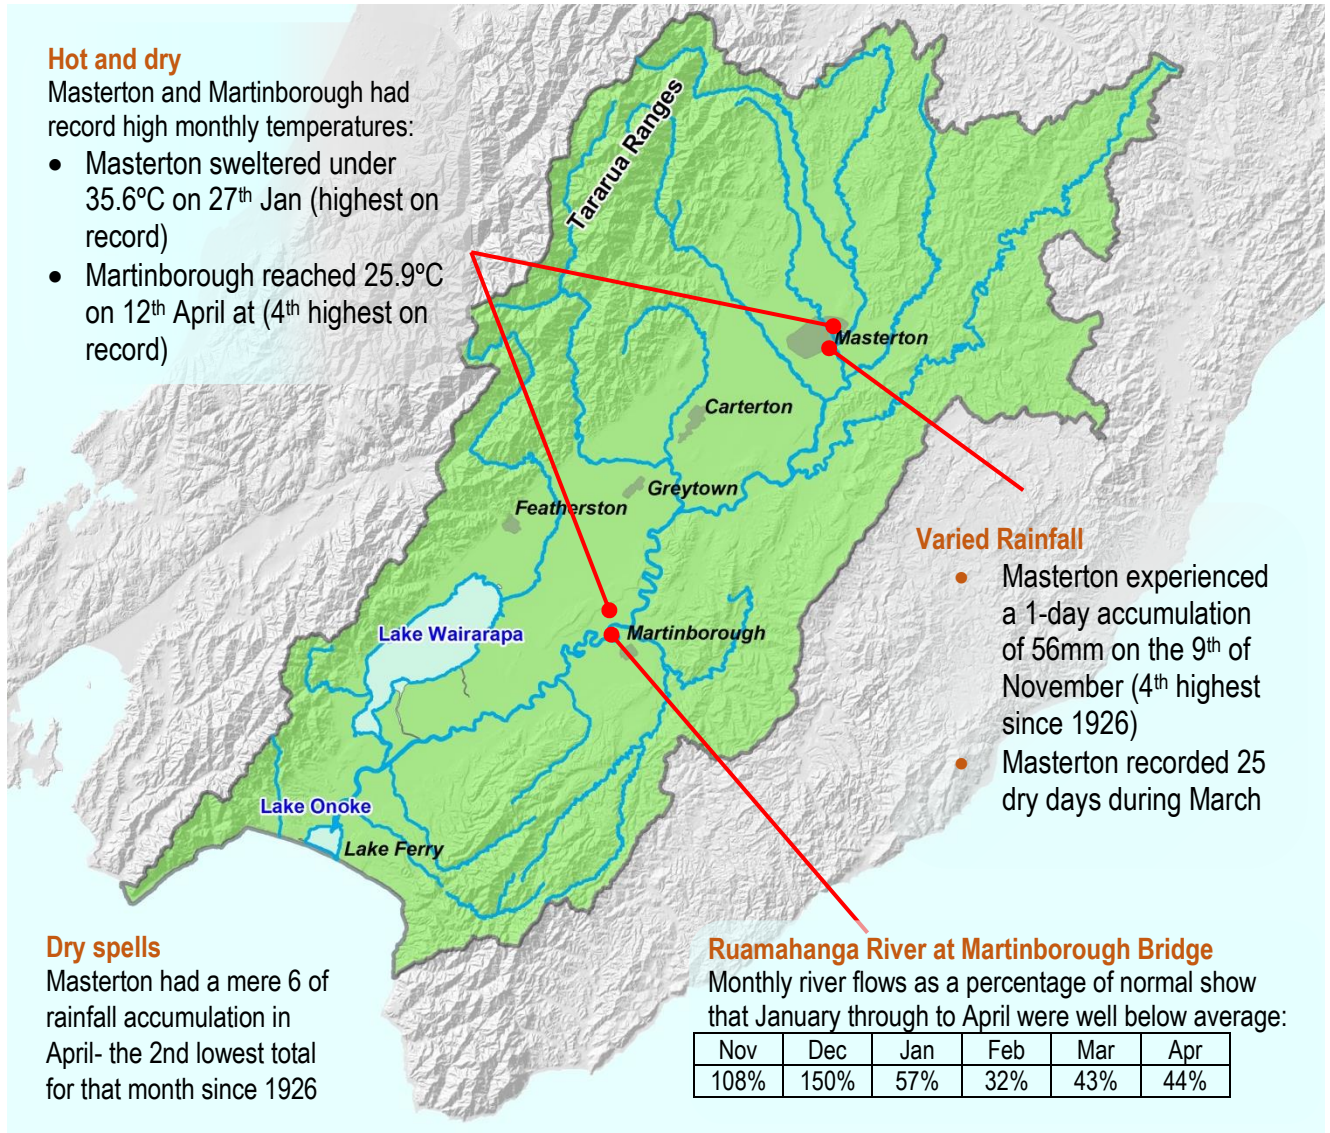 Hot and dry
Masterton and Martinborough had
record high monthly temperatures:
• Masterton sweltered under
35.6ºC on 27th Jan (highest on
record)
• Martinborough reached 25.9ºC
on 12th April at (4th highest on
record)
Tararua Ranges
Masterton
Carterton
Greytown
Featherston
Lake Wairarapa
Martinborough
Lake Onoke
Lake Ferry
Varied Rainfall
• Masterton experienced
a 1-day accumulation
of 56mm on the 9th of
November (4th highest
since 1926)
• Masterton recorded 25
dry days during March
Dry spells
Masterton had a mere 6 of
rainfall accumulation in
April- the 2nd lowest total
for that month since 1926
Ruamahanga River at Martinborough Bridge
Monthly river flows as a percentage of normal show
that January through to April were well below average:
Nov Dec Jan Feb Mar Apr
108% 150% 57% 32% 43% 44%